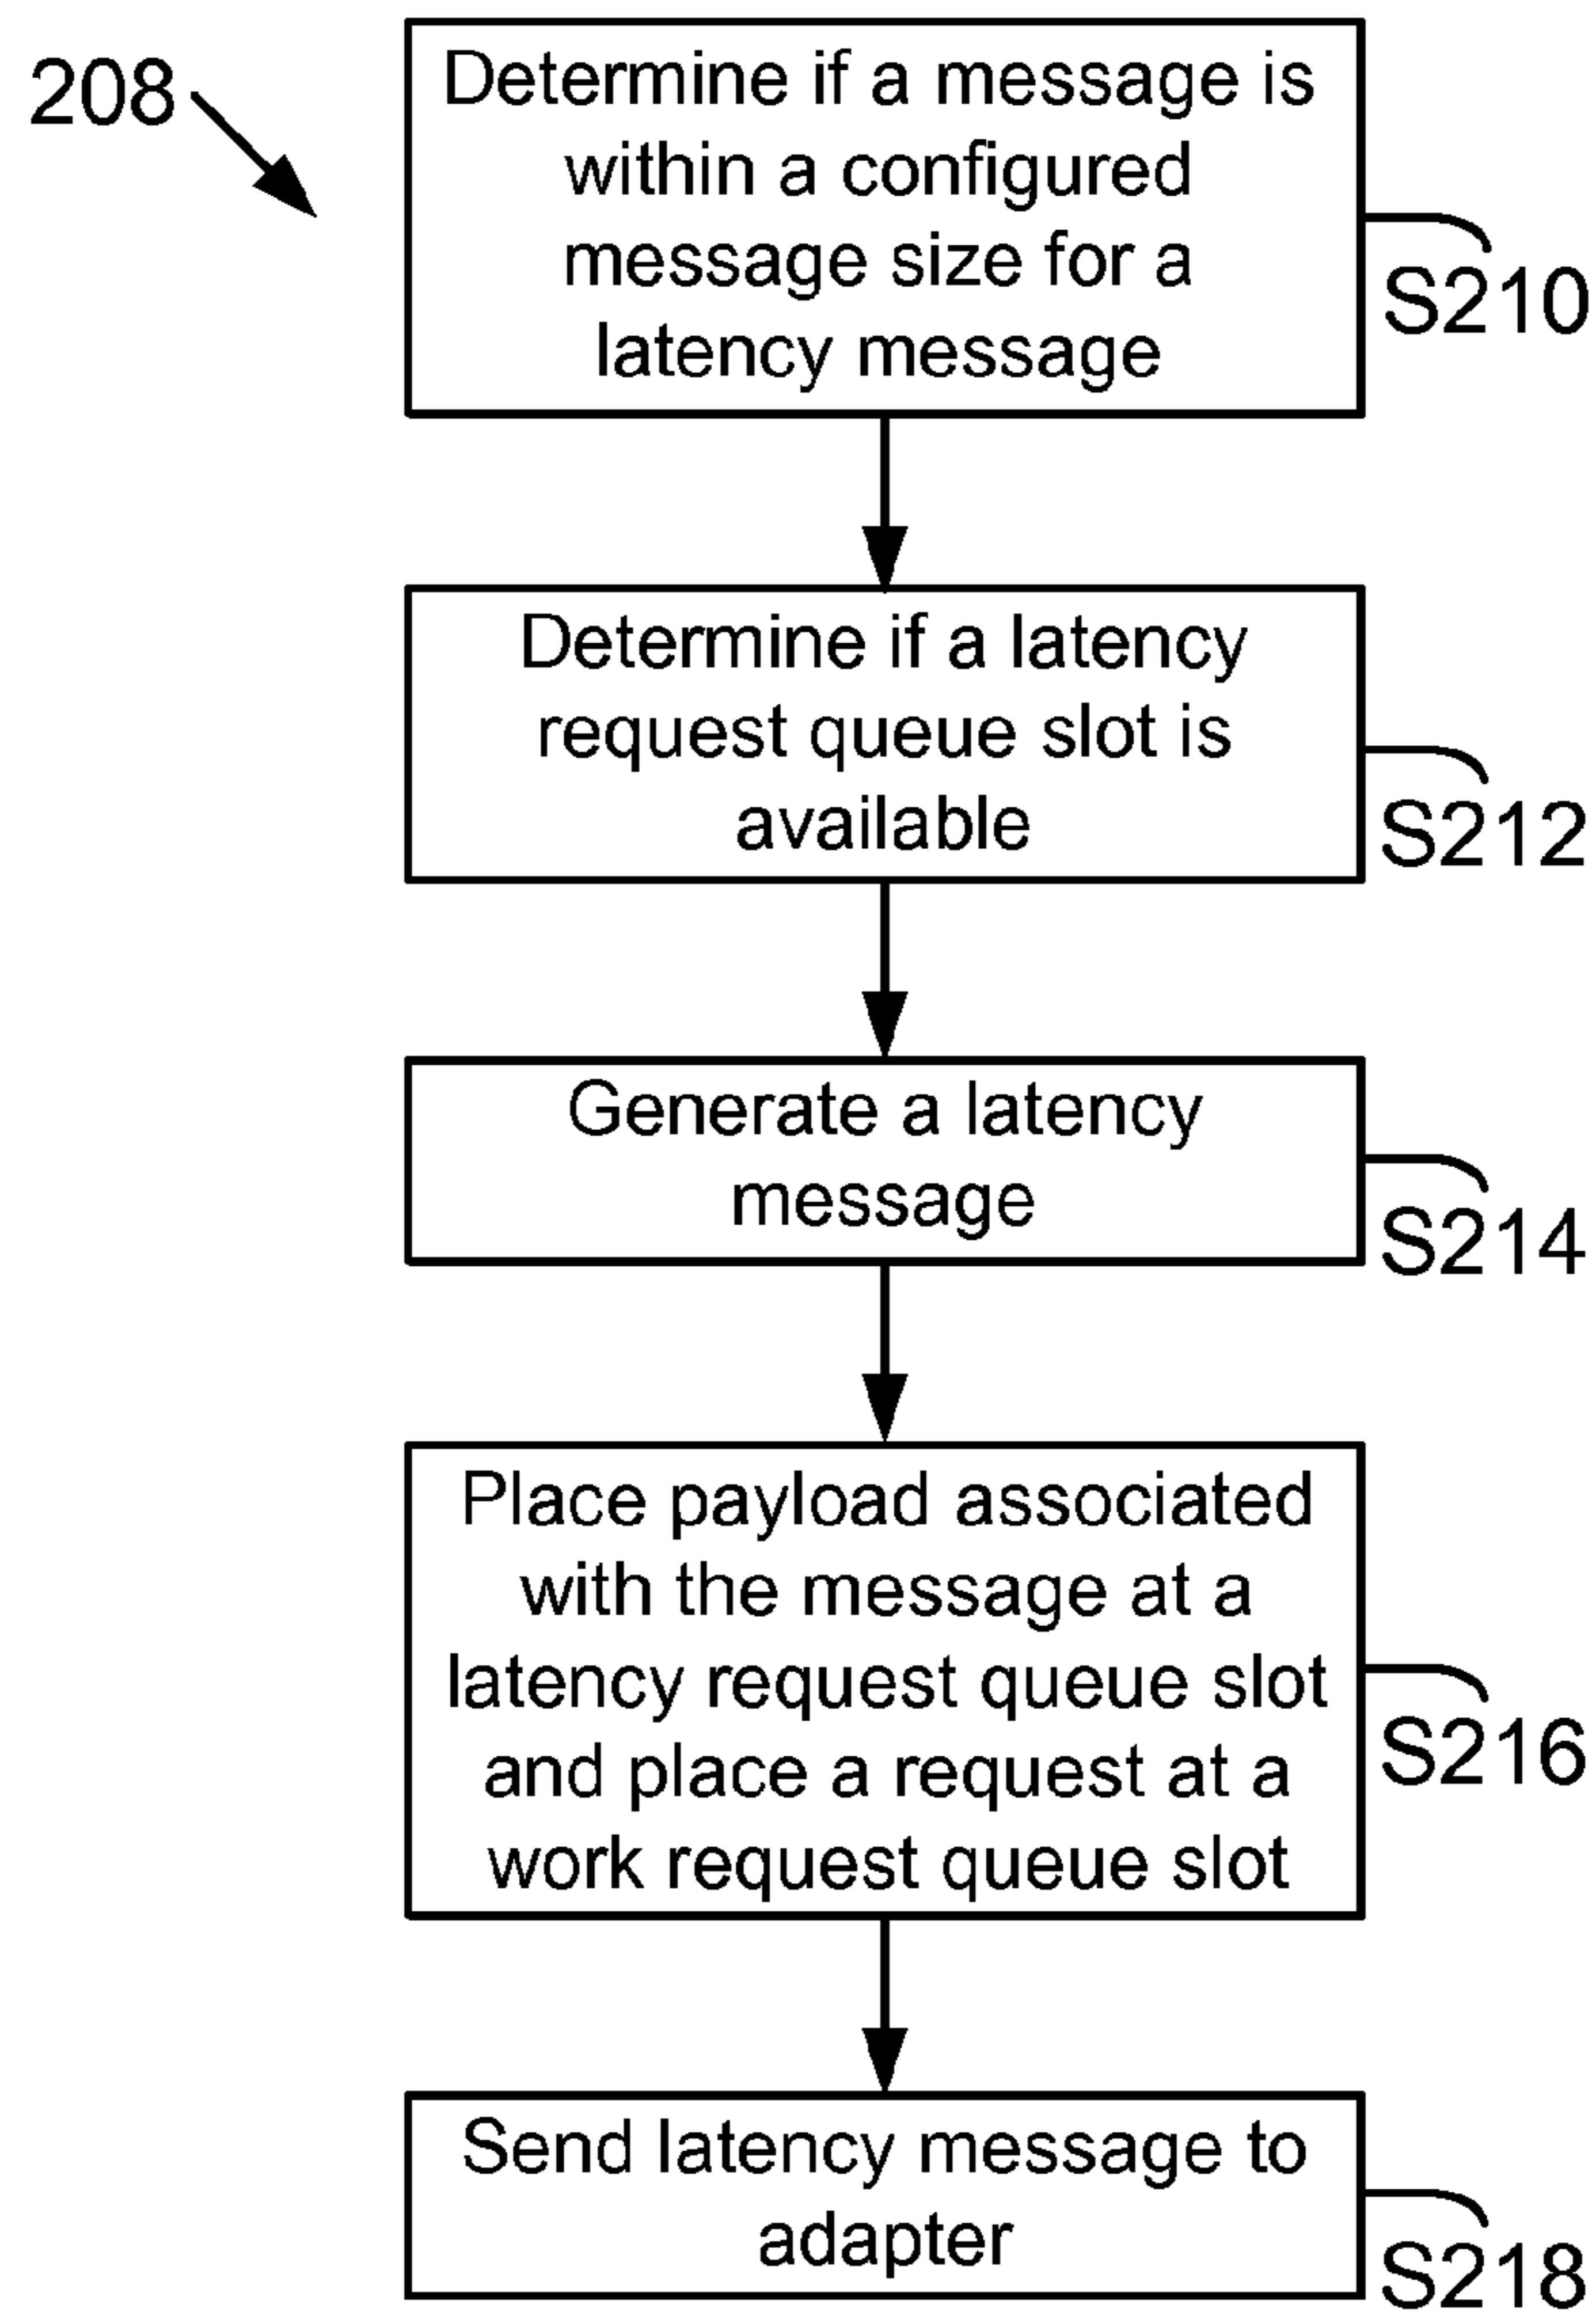 208
Determine if a message is
within a configured
message size for a
latency message
S210
Determine if a latency
request queue slot is
available
S212
Generate a latency
message
S214
Place payload associated
with the message at a
latency request queue slot
and place a request at a
work request queue slot
S216
Send latency message to
adapter
S218